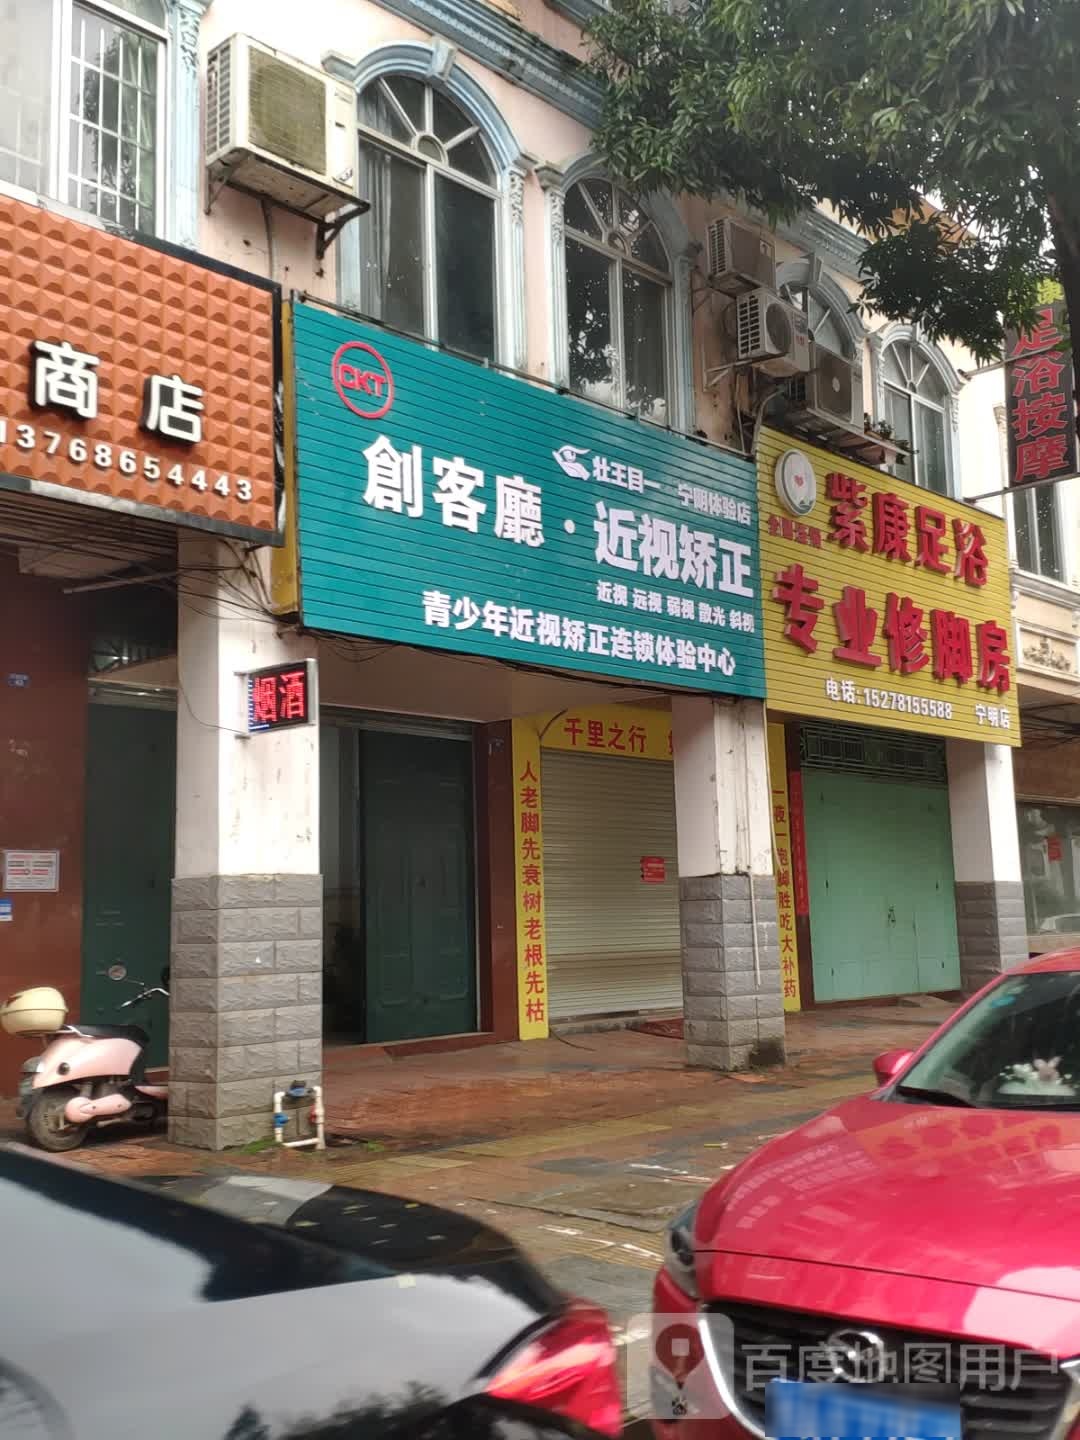 商店
13768654443
烟酒
CKT
壮王目一 宁明体验店
創客廳·近视矫正
近视 远视 弱视 散光 斜视
青少年近视矫正连锁体验中心
紫康足浴
专业修脚房
电话:15278155588 宁明店
足浴按摩
千里之行
人老脚先衰树老根先枯
一夜一泡脚胜吃大补药
百度地图用户